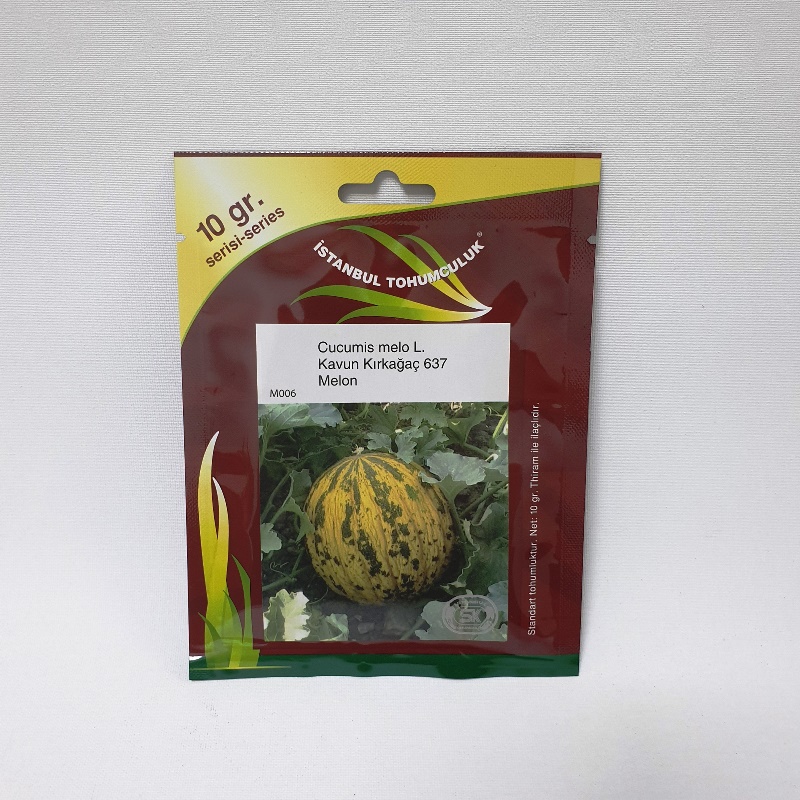 10 gr.
serisi-series
İSTANBUL TOHUMCULUK®
Cucumis melo L.
Kavun Kırkağaç 637
Melon
M006
Standart tohumluktur. Net: 10 gr. Thiram ile ilaçlıdır.